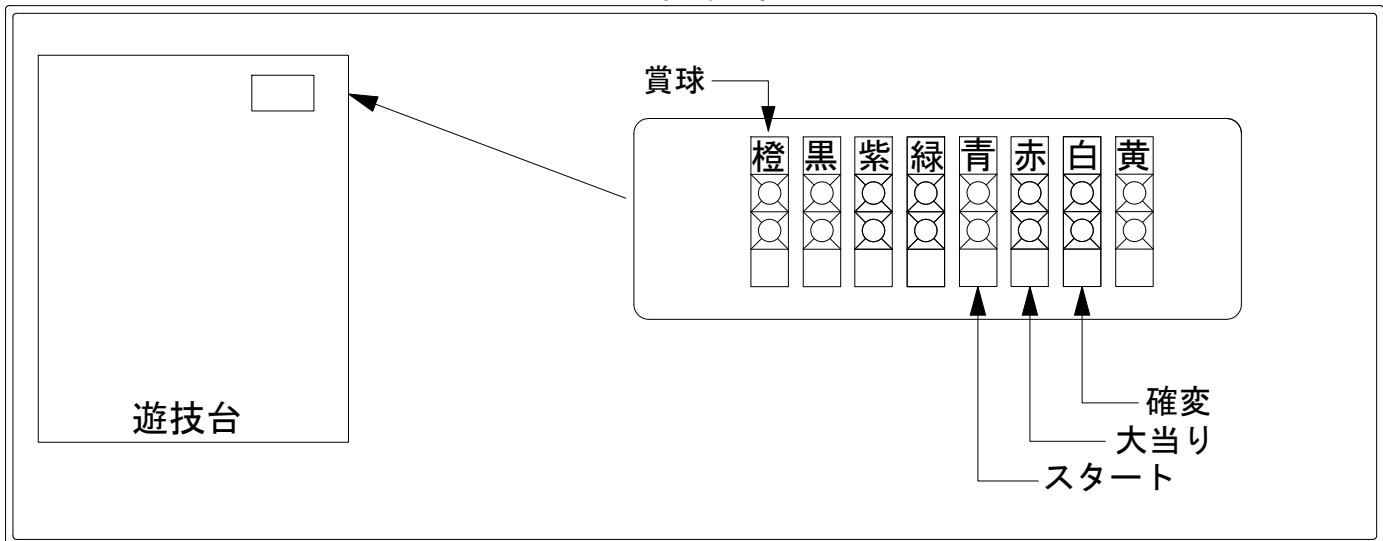 賞球
橙 黒 紫 緑 青 赤 白 黄
確変
大当り
スタート
遊技台